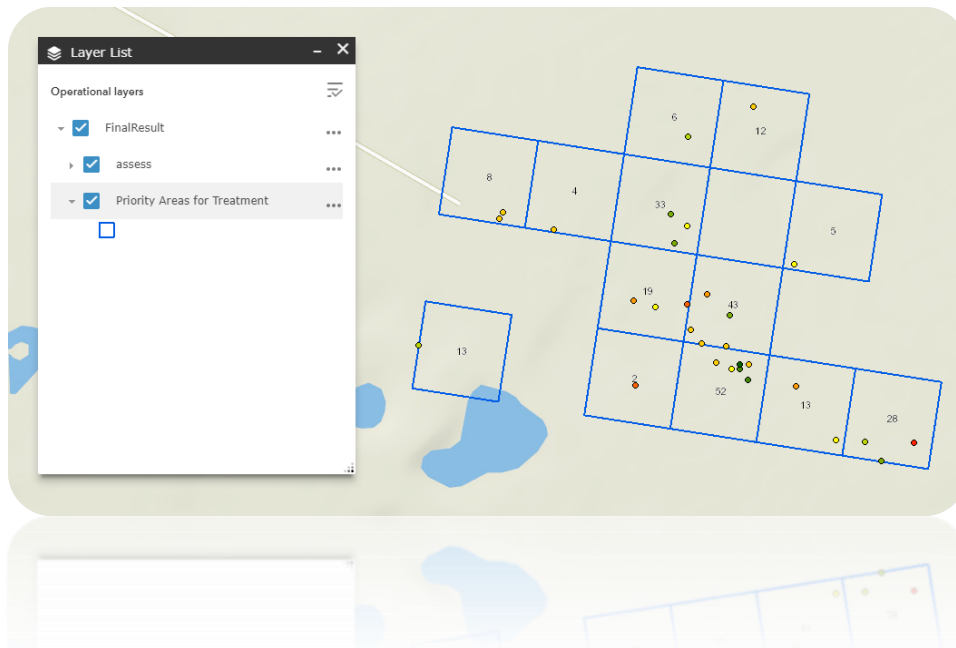 Layer List
Operational layers
FinalResult
assess
Priority Areas for Treatment
6
12
8
4
33
5
19
43
13
2
52
13
28